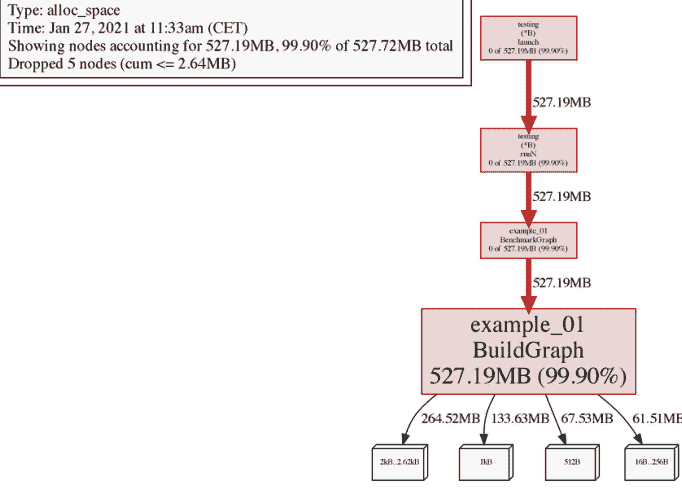 Type: alloc_space
Time: Jan 27, 2021 at 11:33am (CET)
Showing nodes accounting for 527.19MB, 99.90% of 527.72MB total
Dropped 5 nodes (cum <= 2.64MB)
testing
(*B)
launch
0 of 527.19MB (99.90%)
527.19MB
testing
(*B)
runN
0 of 527.19MB (99.90%)
527.19MB
example_01
BenchmarkGraph
0 of 527.19MB (99.90%)
527.19MB
example_01
BuildGraph
527.19MB (99.90%)
264.52MB 133.63MB 67.53MB 61.51MB
2kB..2.62kB 1kB 512B 16B..256B